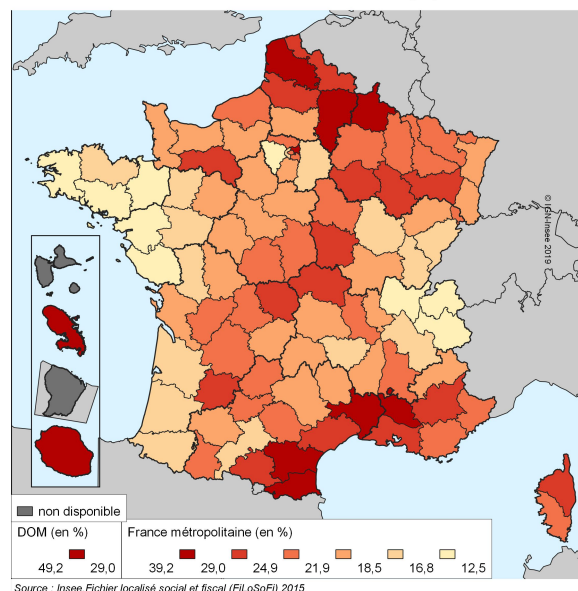 © IGN-Insee 2019
non disponible
DOM (en %)
49,2 29,0
France métropolitaine (en %)
39,2 29,0 24,9 21,9 18,5 16,8 12,5
Source : Insee Fichier localisé social et fiscal (FiLoSoFi) 2015